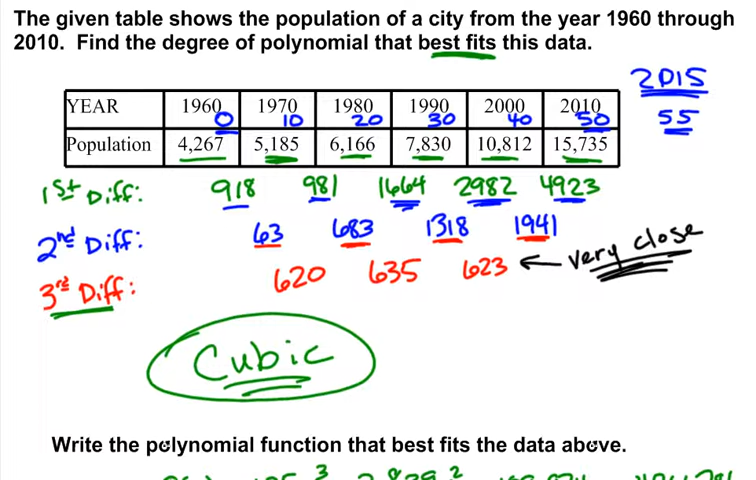 The given table shows the population of a city from the year 1960 through
2010. Find the degree of polynomial that best fits this data.
2015
55
YEAR 1960 1970 1980 1990 2000 2010
0 10 20 30 40 50
Population 4,267 5,185 6,166 7,830 10,812 15,735
1st Diff: 918 981 1664 2982 4923
2nd Diff: 63 683 1318 1941
3rd Diff: 620 635 623 ← very close
Cubic
Write the polynomial function that best fits the data above.